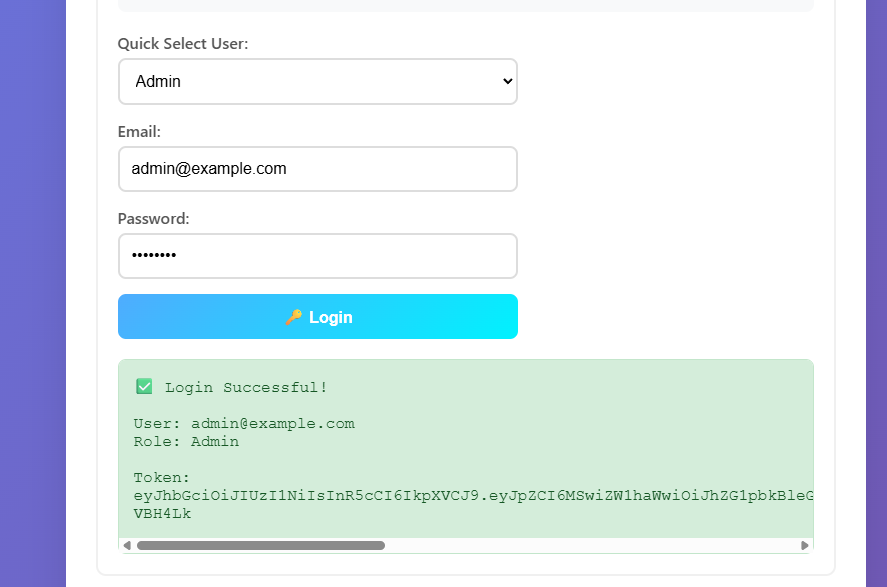 Quick Select User:
Admin
Email:
admin@example.com
Password:
••••••••
🔑 Login
✅ Login Successful!
User: admin@example.com
Role: Admin
Token:
eyJhbGciOiJIUzI1NiIsInR5cCI6IkpXVCJ9.eyJpZCI6MSwiZW1haWwiOiJhZG1pbkBleG
VBH4Lk